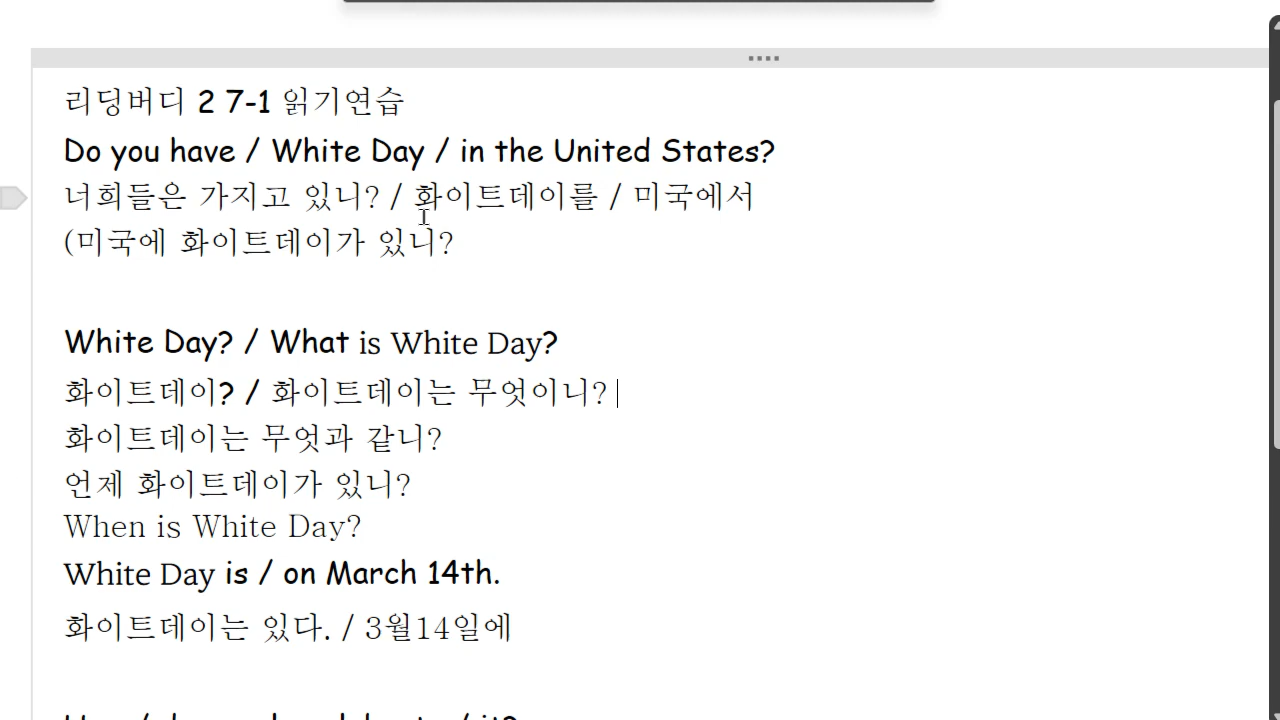 리딩버디 2 7-1 읽기연습
Do you have / White Day / in the United States?
너희들은 가지고 있니? / 화이트데이를 / 미국에서
(미국에 화이트데이가 있니?
White Day? / What is White Day?
화이트데이? / 화이트데이는 무엇이니?
화이트데이는 무엇과 같니?
언제 화이트데이가 있니?
When is White Day?
White Day is / on March 14th.
화이트데이는 있다. / 3월14일에